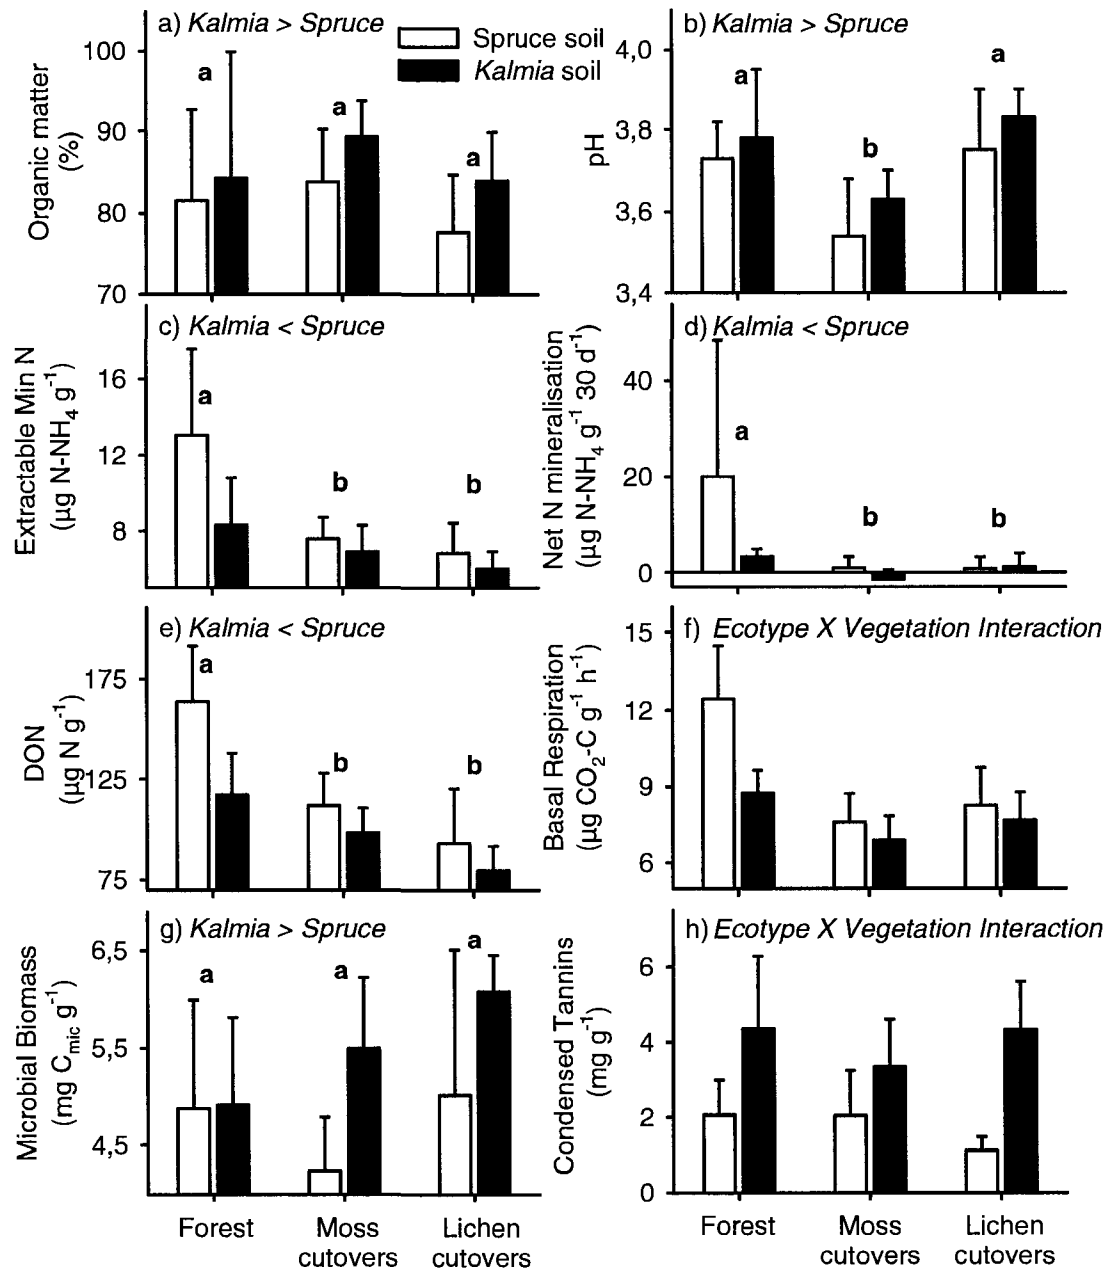 a) Kalmia > Spruce
Spruce soil
Kalmia soil
Organic matter
(%)
100
90
80
70
a
a
a
b) Kalmia > Spruce
pH
4,0
3,8
3,6
3,4
a
b
a
c) Kalmia < Spruce
Extractable Min N
(µg N-NH4 g-1)
16
12
8
a
b
b
d) Kalmia < Spruce
Net N mineralisation
(µg N-NH4 g-1 30 d-1)
40
20
0
a
b
b
e) Kalmia < Spruce
DON
(µg N g-1)
175
125
75
a
b
b
f) Ecotype X Vegetation Interaction
Basal Respiration
(µg CO2-C g-1 h-1)
15
12
9
6
g) Kalmia > Spruce
Microbial Biomass
(mg Cmic g-1)
6,5
5,5
4,5
a
a
a
h) Ecotype X Vegetation Interaction
Condensed Tannins
(mg g-1)
6
4
2
0
Forest
Moss
cutovers
Lichen
cutovers
Forest
Moss
cutovers
Lichen
cutovers